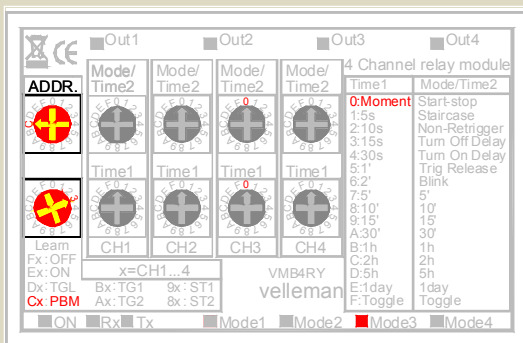 Out1 Out2 Out3 Out4
4 Channel relay module
ADDR. Mode/ Time2 Mode/ Time2 Mode/ Time2 Mode/ Time2
Time1 Mode/Time2
0:Moment Start-stop
1:5s Staircase
2:10s Non-Retrigger
3:15s Turn Off Delay
4:30s Turn On Delay
5:1' Trig Release
6:2' Blink
7:5' 5'
8:10' 10'
9:15' 15'
A:30' 30'
B:1h 1h
C:2h 2h
D:5h 5h
E:1day 1day
F:Toggle Toggle
Time1 Time1 Time1 Time1
Learn CH1 CH2 CH3 CH4
Fx:OFF
Ex:ON x=CH1...4
Dx:TGL Bx:TG1 9x:ST1
Cx:PBM Ax:TG2 8x:ST2
VMB4RY
velleman
ON Rx Tx Mode1 Mode2 Mode3 Mode4